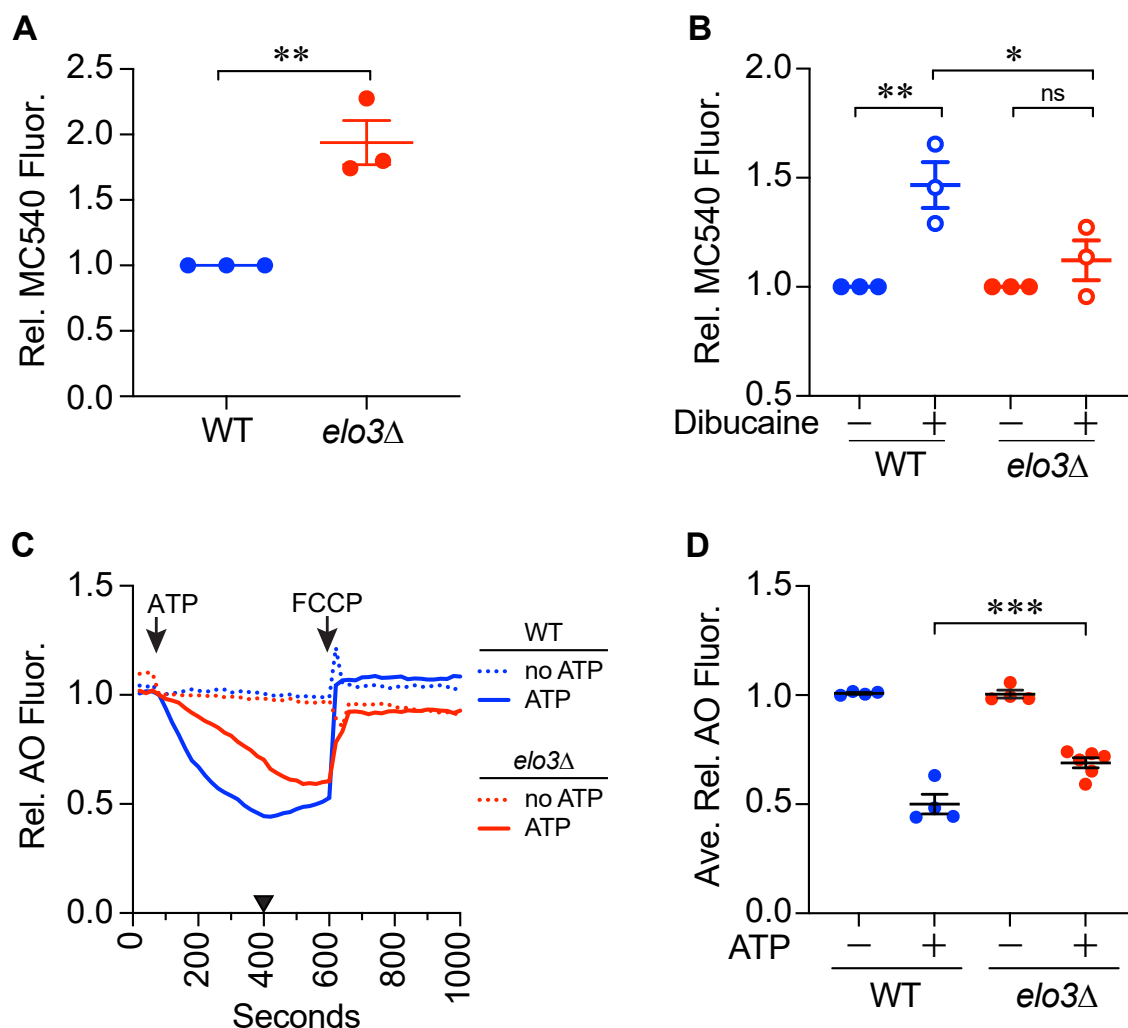 A
Rel. MC540 Fluor.
2.5
2.0
1.5
1.0
0.5
0.0
**
WT
elo3Δ
B
Rel. MC540 Fluor.
2.0
1.5
1.0
0.5
*
**
ns
Dibucaine − + − +
WT
elo3Δ
C
Rel. AO Fluor.
1.5
1.0
0.5
0.0
ATP
FCCP
0 200 400 600 800 1000
Seconds
WT
no ATP
ATP
elo3Δ
no ATP
ATP
D
Ave. Rel. AO Fluor.
1.5
1.0
0.5
0.0
***
ATP − + − +
WT
elo3Δ